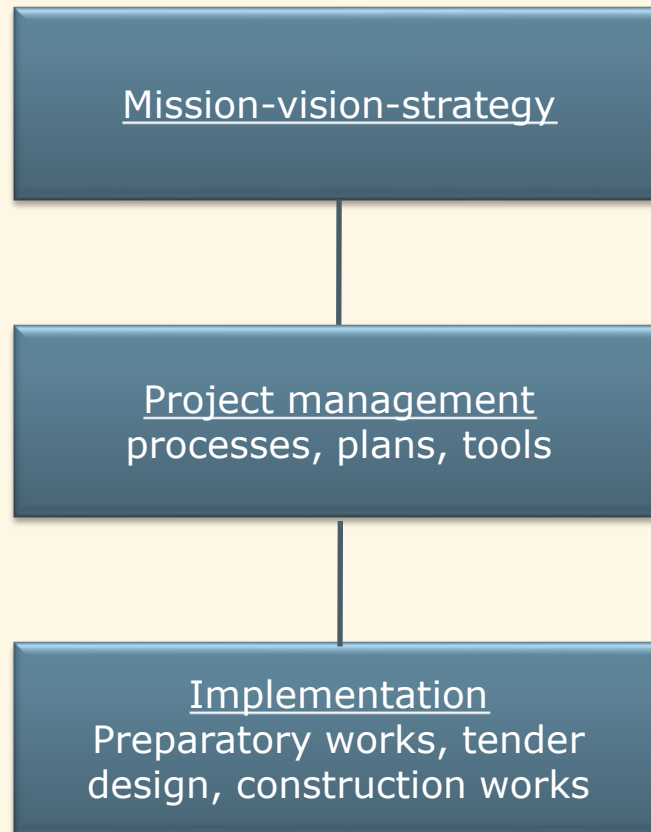 Mission-vision-strategy
Project management
processes, plans, tools
Implementation
Preparatory works, tender
design, construction works